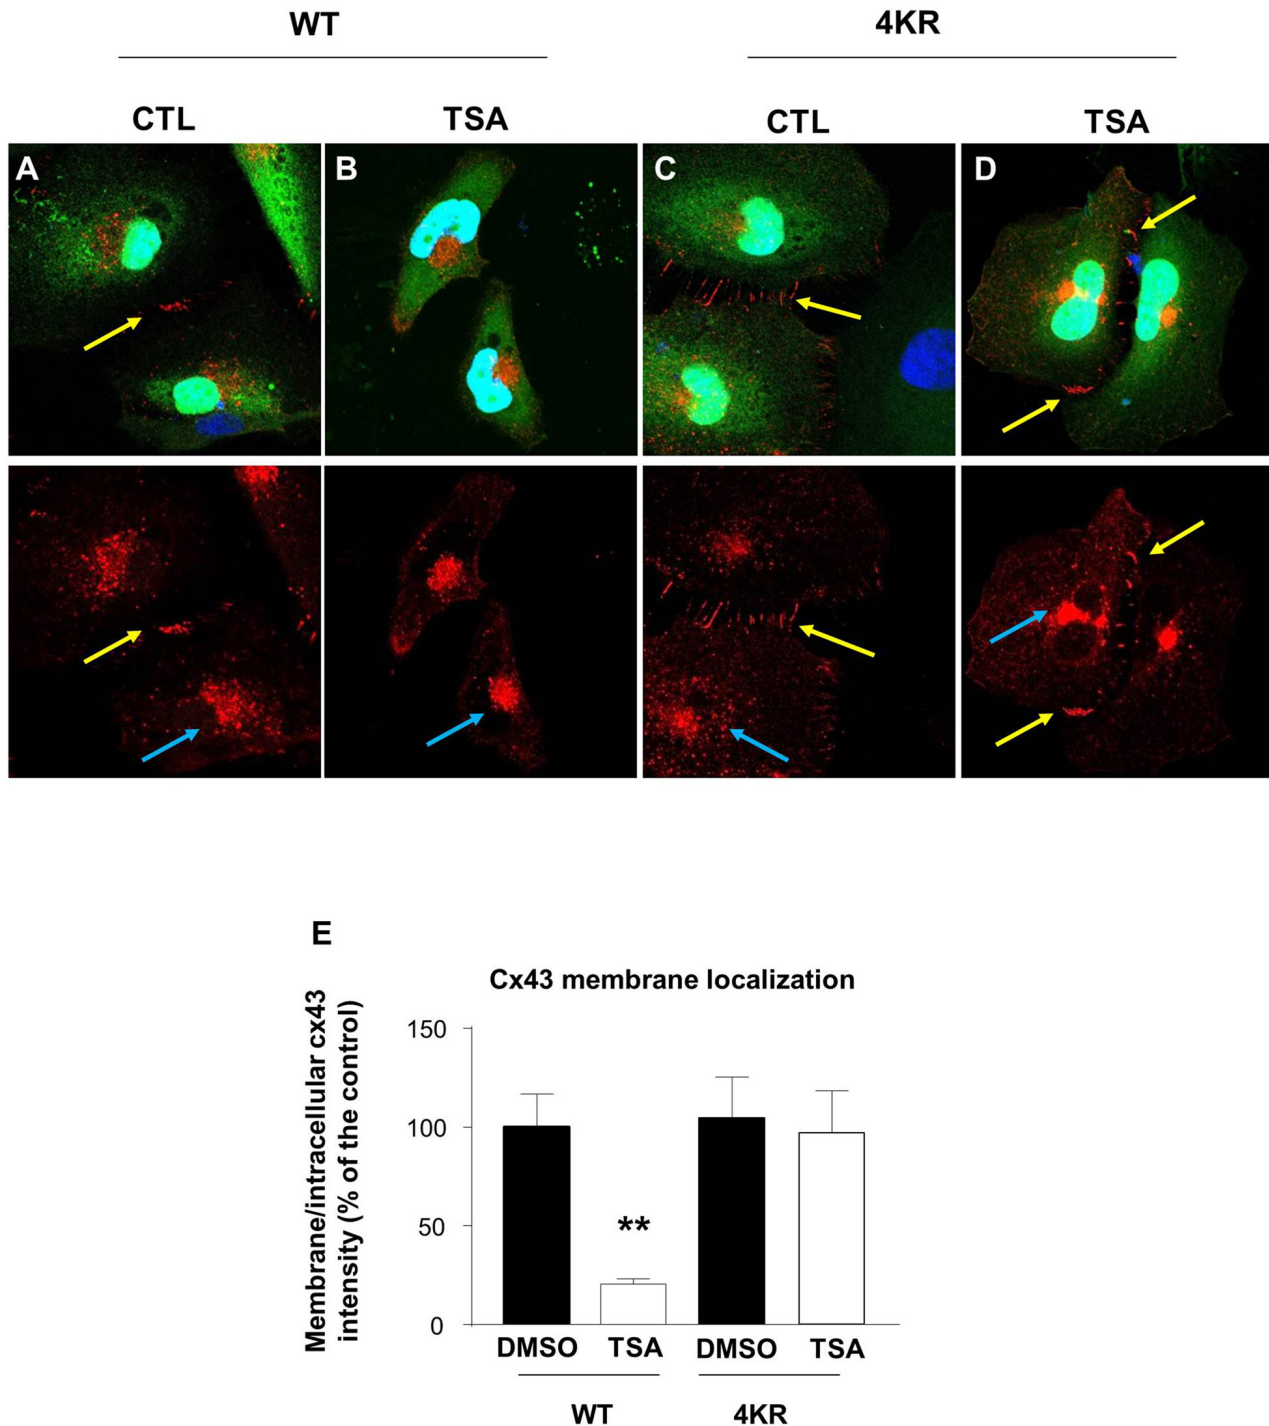 WT 4KR
CTL TSA CTL TSA
A B C D
E
Cx43 membrane localization
Membrane/intracellular cx43
intensity (% of the control)
150
100
50
0
**
DMSO TSA DMSO TSA
WT 4KR